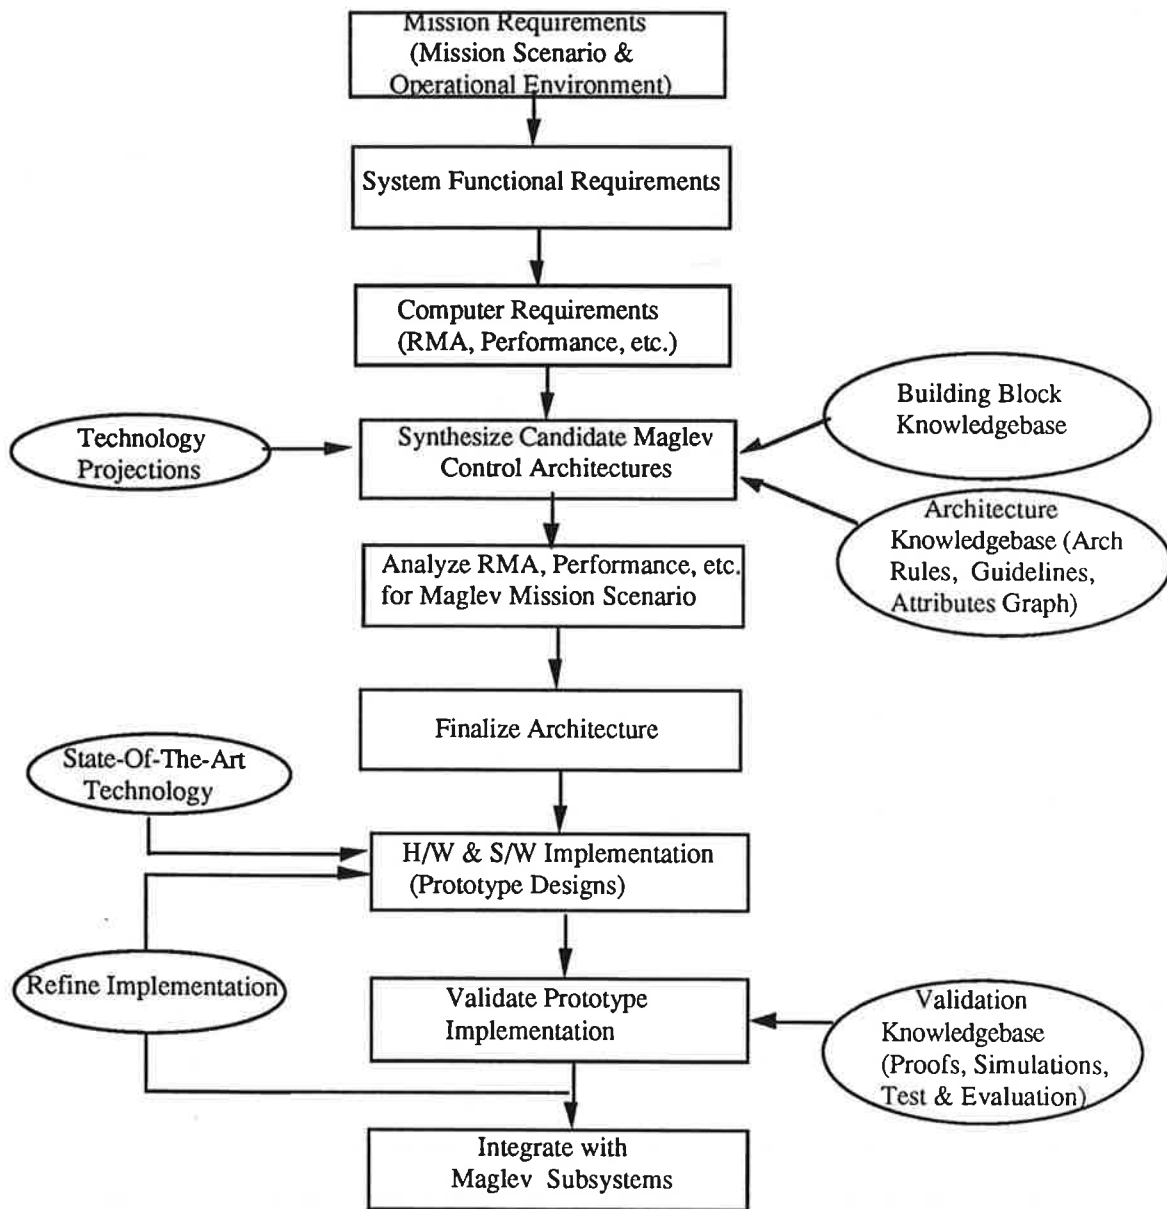 Mission Requirements
(Mission Scenario &
Operational Environment)
System Functional Requirements
Computer Requirements
(RMA, Performance, etc.)
Building Block
Knowledgebase
Technology
Projections
Synthesize Candidate Maglev
Control Architectures
Architecture
Knowledgebase (Arch
Rules, Guidelines,
Attributes Graph)
Analyze RMA, Performance, etc.
for Maglev Mission Scenario
Finalize Architecture
State-Of-The-Art
Technology
H/W & S/W Implementation
(Prototype Designs)
Refine Implementation
Validate Prototype
Implementation
Validation
Knowledgebase
(Proofs, Simulations,
Test & Evaluation)
Integrate with
Maglev Subsystems